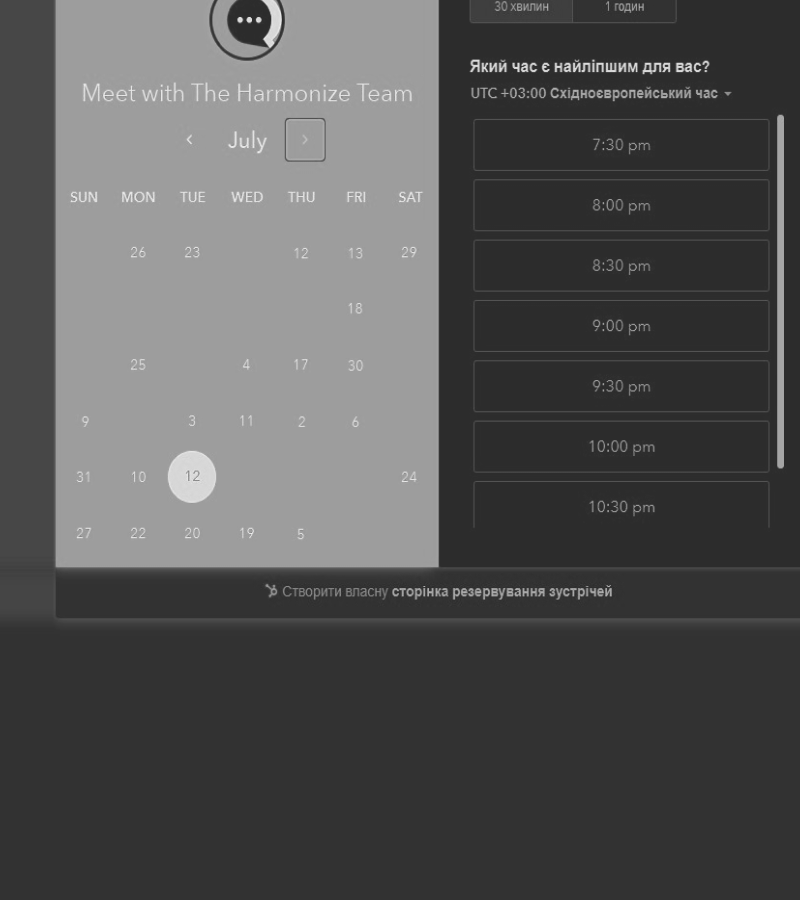 30 хвилин 1 годин
Meet with The Harmonize Team
July
SUN MON TUE WED THU FRI SAT
26 23 12 13 29
18
25 4 17 30
9 3 11 2 6
31 10 12 24
27 22 20 19 5
Який час є найліпшим для вас?
UTC +03:00 Східноєвропейський час
7:30 pm
8:00 pm
8:30 pm
9:00 pm
9:30 pm
10:00 pm
10:30 pm
Створити власну сторінка резервування зустрічей